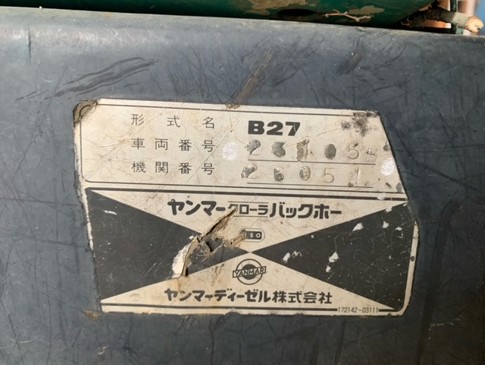 形式名 B27
車両番号
機関番号
ヤンマークローラバックホー
YANMAR
ヤンマーディーゼル株式会社
172142-03111